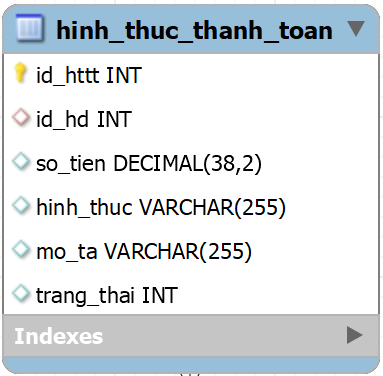 hinh_thuc_thanh_toan
id_httt INT
id_hd INT
so_tien DECIMAL(38,2)
hinh_thuc VARCHAR(255)
mo_ta VARCHAR(255)
trang_thai INT
Indexes